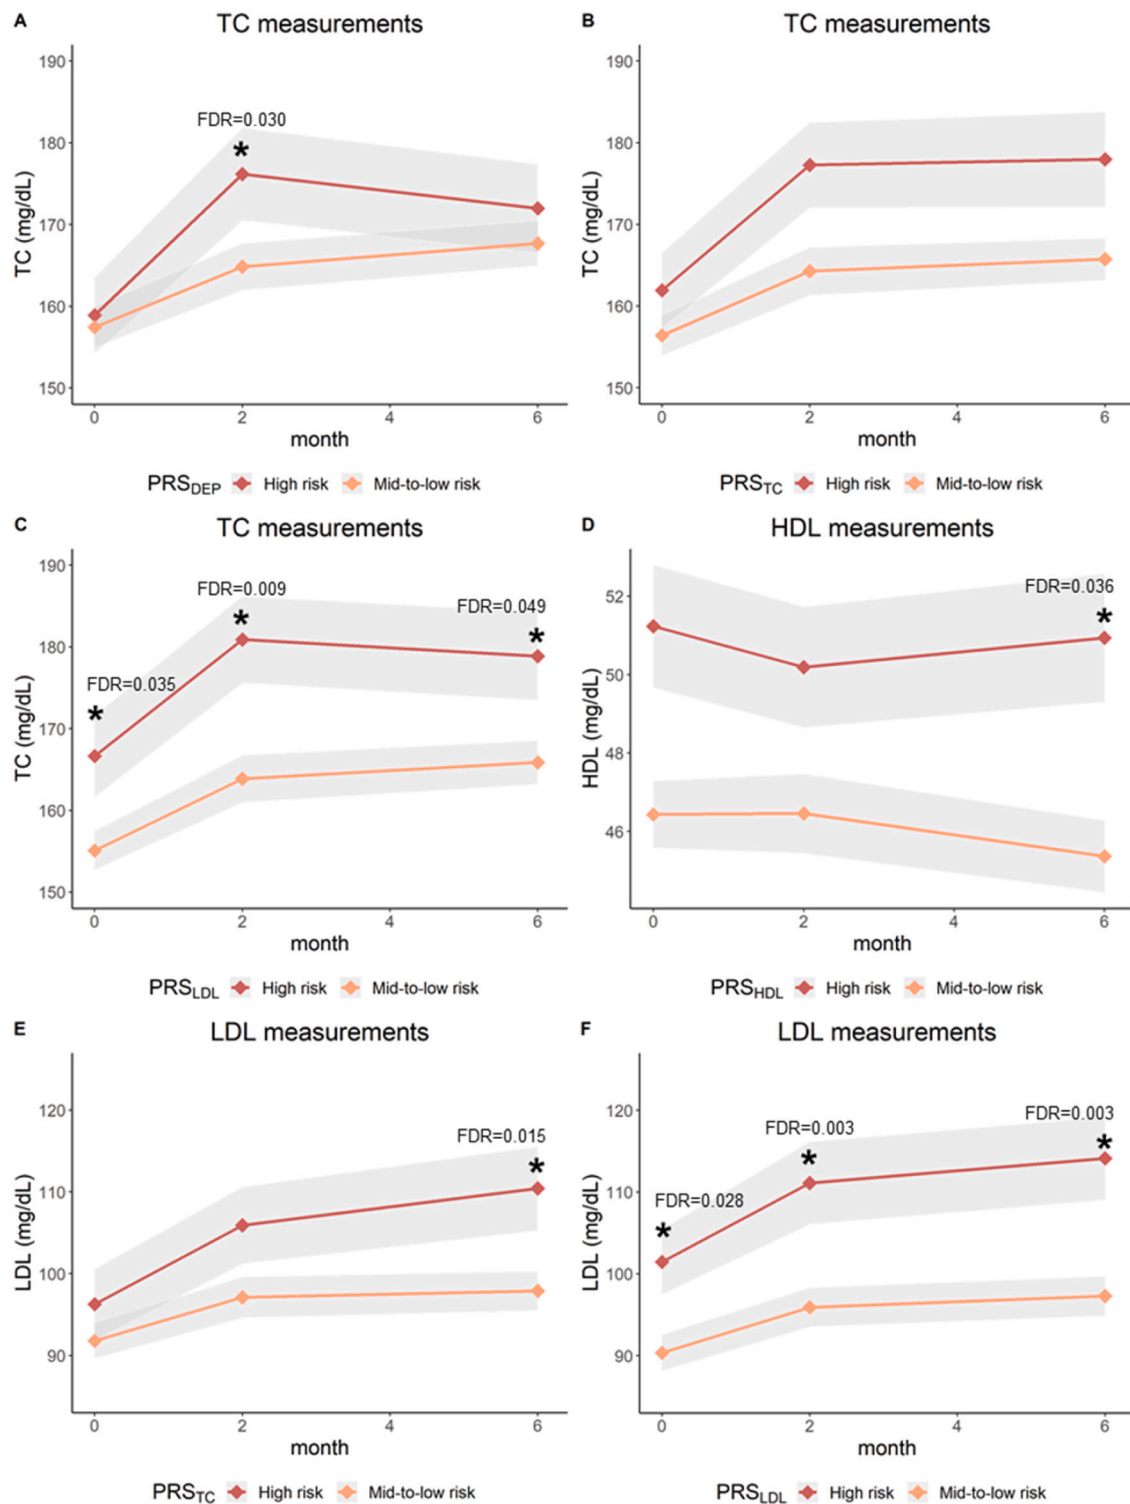 A TC measurements
190
180
170
160
150
TC (mg/dL)
FDR=0.030
*
0 2 4 6
month
PRSDEP High risk Mid-to-low risk
B TC measurements
190
180
170
160
150
TC (mg/dL)
0 2 4 6
month
PRSTC High risk Mid-to-low risk
C TC measurements
190
180
170
160
150
TC (mg/dL)
FDR=0.035
*
FDR=0.009
*
FDR=0.049
*
0 2 4 6
month
PRSLDL High risk Mid-to-low risk
D HDL measurements
52
50
48
46
HDL (mg/dL)
FDR=0.036
*
0 2 4 6
month
PRSHDL High risk Mid-to-low risk
E LDL measurements
120
110
100
90
LDL (mg/dL)
FDR=0.015
*
0 2 4 6
month
PRSTC High risk Mid-to-low risk
F LDL measurements
120
110
100
90
LDL (mg/dL)
FDR=0.028
*
FDR=0.003
*
FDR=0.003
*
0 2 4 6
month
PRSLDL High risk Mid-to-low risk